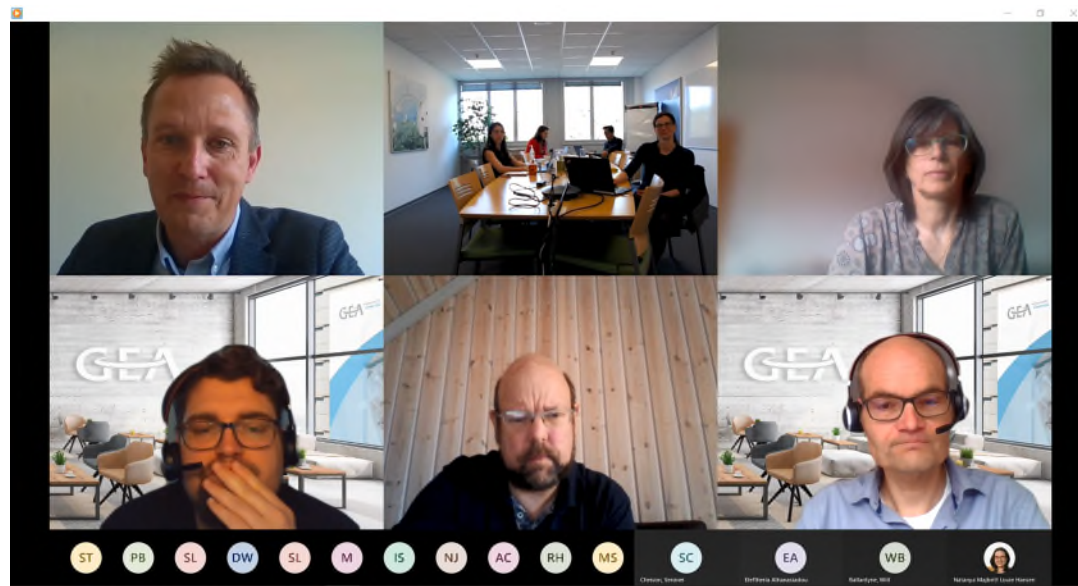 GEA
GEA
GEA
GEA
ST
PB
SL
DW
SL
M
IS
NJ
AC
RH
MS
SC
EA
WB
Eleftheria Athanasiadou
Ballantyne, Will